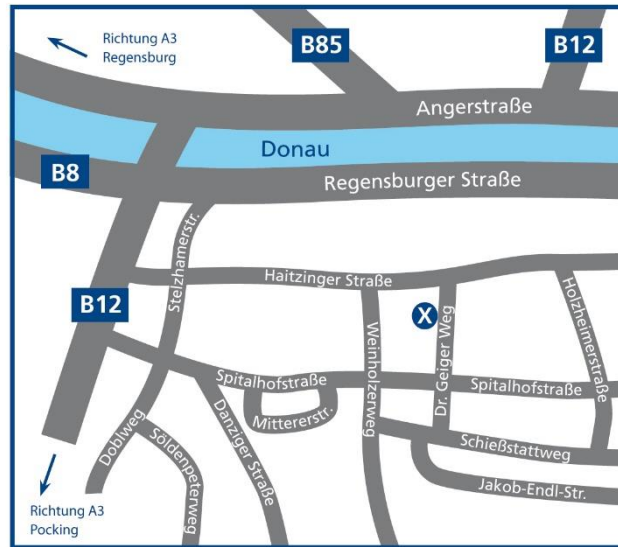 Richtung A3
Regensburg
B85
B12
Angerstraße
Donau
B8
Regensburger Straße
Stelzhamerstr.
Haitzinger Straße
B12
X
Dr. Geiger Weg
Weinholzerweg
Holzheimerstraße
Spitalhofstraße
Spitalhofstraße
Mittererstr.
Danziger Straße
Doblweg
Söldenpeterweg
Schießstattweg
Jakob-Endl-Str.
Richtung A3
Pocking